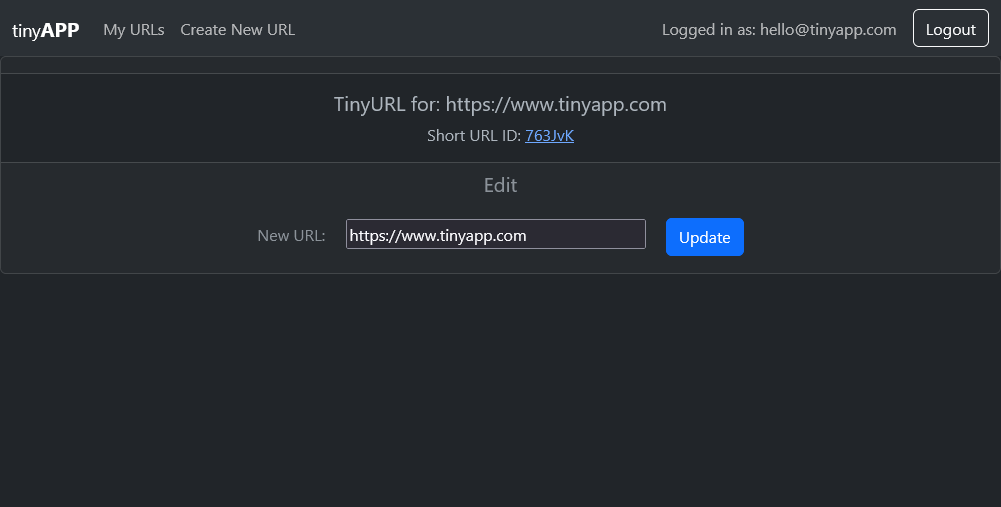 tinyAPP My URLs Create New URL Logged in as: hello@tinyapp.com Logout
TinyURL for: https://www.tinyapp.com
Short URL ID: 763JvK
Edit
New URL: https://www.tinyapp.com Update